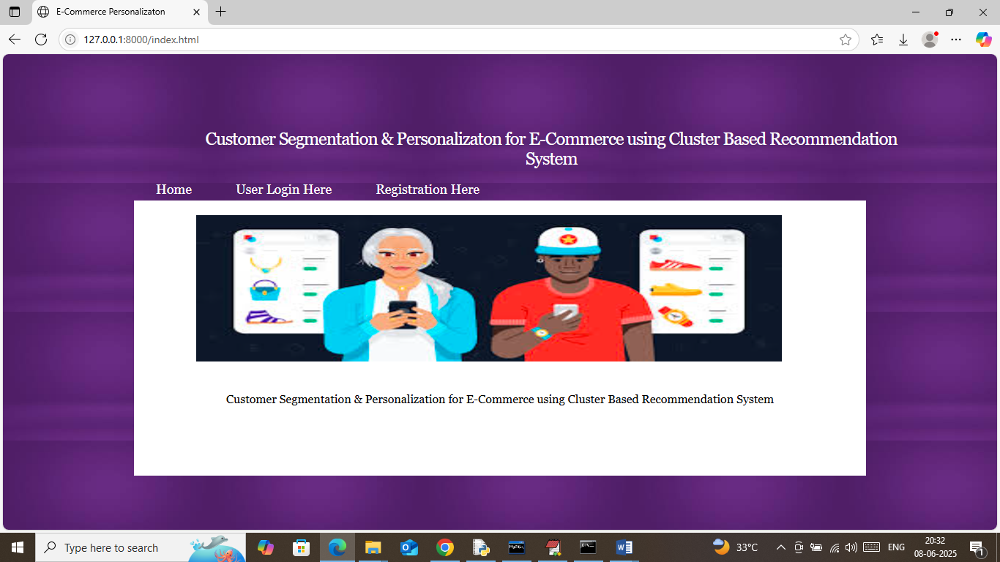 E-Commerce Personalizaton
127.0.0.1:8000/index.html
Customer Segmentation & Personalizaton for E-Commerce using Cluster Based Recommendation
System
Home User Login Here Registration Here
Customer Segmentation & Personalization for E-Commerce using Cluster Based Recommendation System
Type here to search
33°C
ENG
20:32
08-06-2025
1